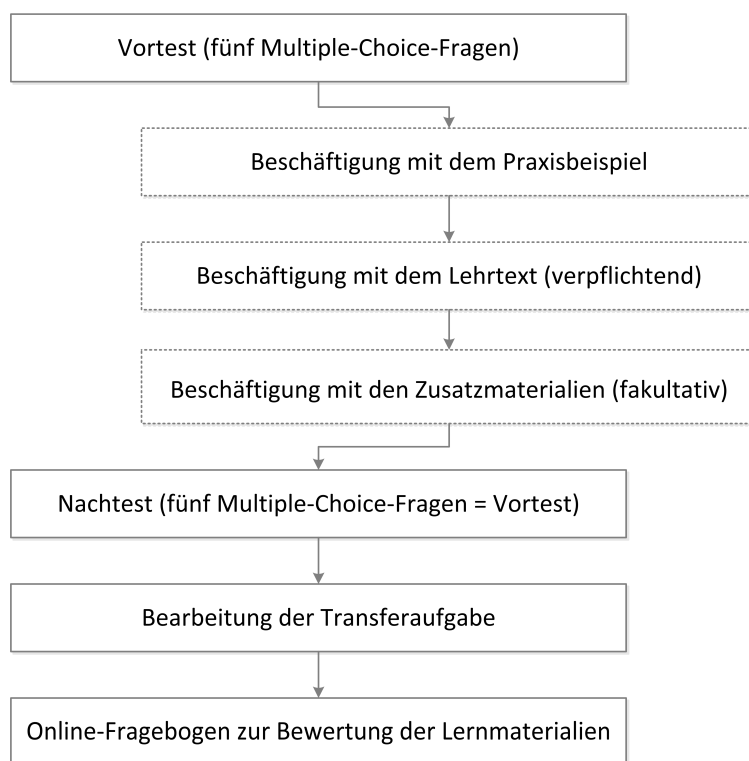 Vortest (fünf Multiple-Choice-Fragen)
Beschäftigung mit dem Praxisbeispiel
Beschäftigung mit dem Lehrtext (verpflichtend)
Beschäftigung mit den Zusatzmaterialien (fakultativ)
Nachtest (fünf Multiple-Choice-Fragen = Vortest)
Bearbeitung der Transferaufgabe
Online-Fragebogen zur Bewertung der Lernmaterialien